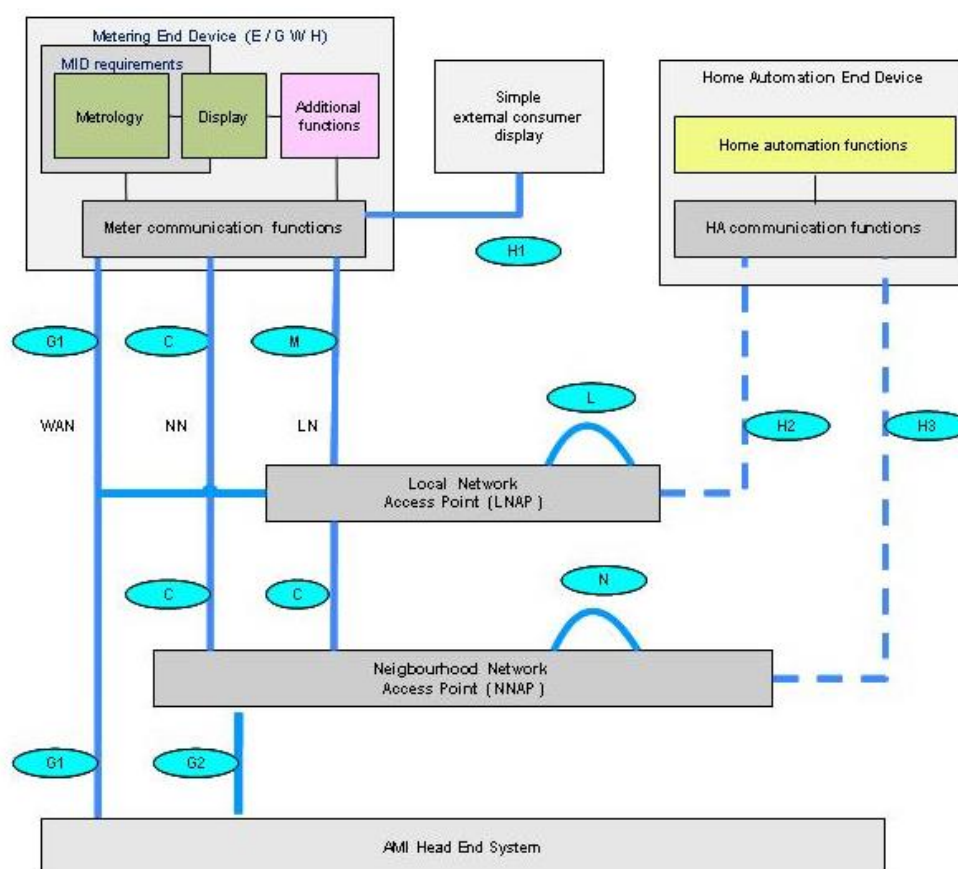 Metering End Device (E / G W H)
MID requirements
Metrology
Display
Additional
functions
Meter communication functions
Simple
external consumer
display
H1
Home Automation End Device
Home automation functions
HA communication functions
G1
C
M
L
H2
H3
WAN
NN
LN
Local Network
Access Point (LNAP)
C
C
N
Neigbourhood Network
Access Point (NNAP)
G1
G2
AMI Head End System